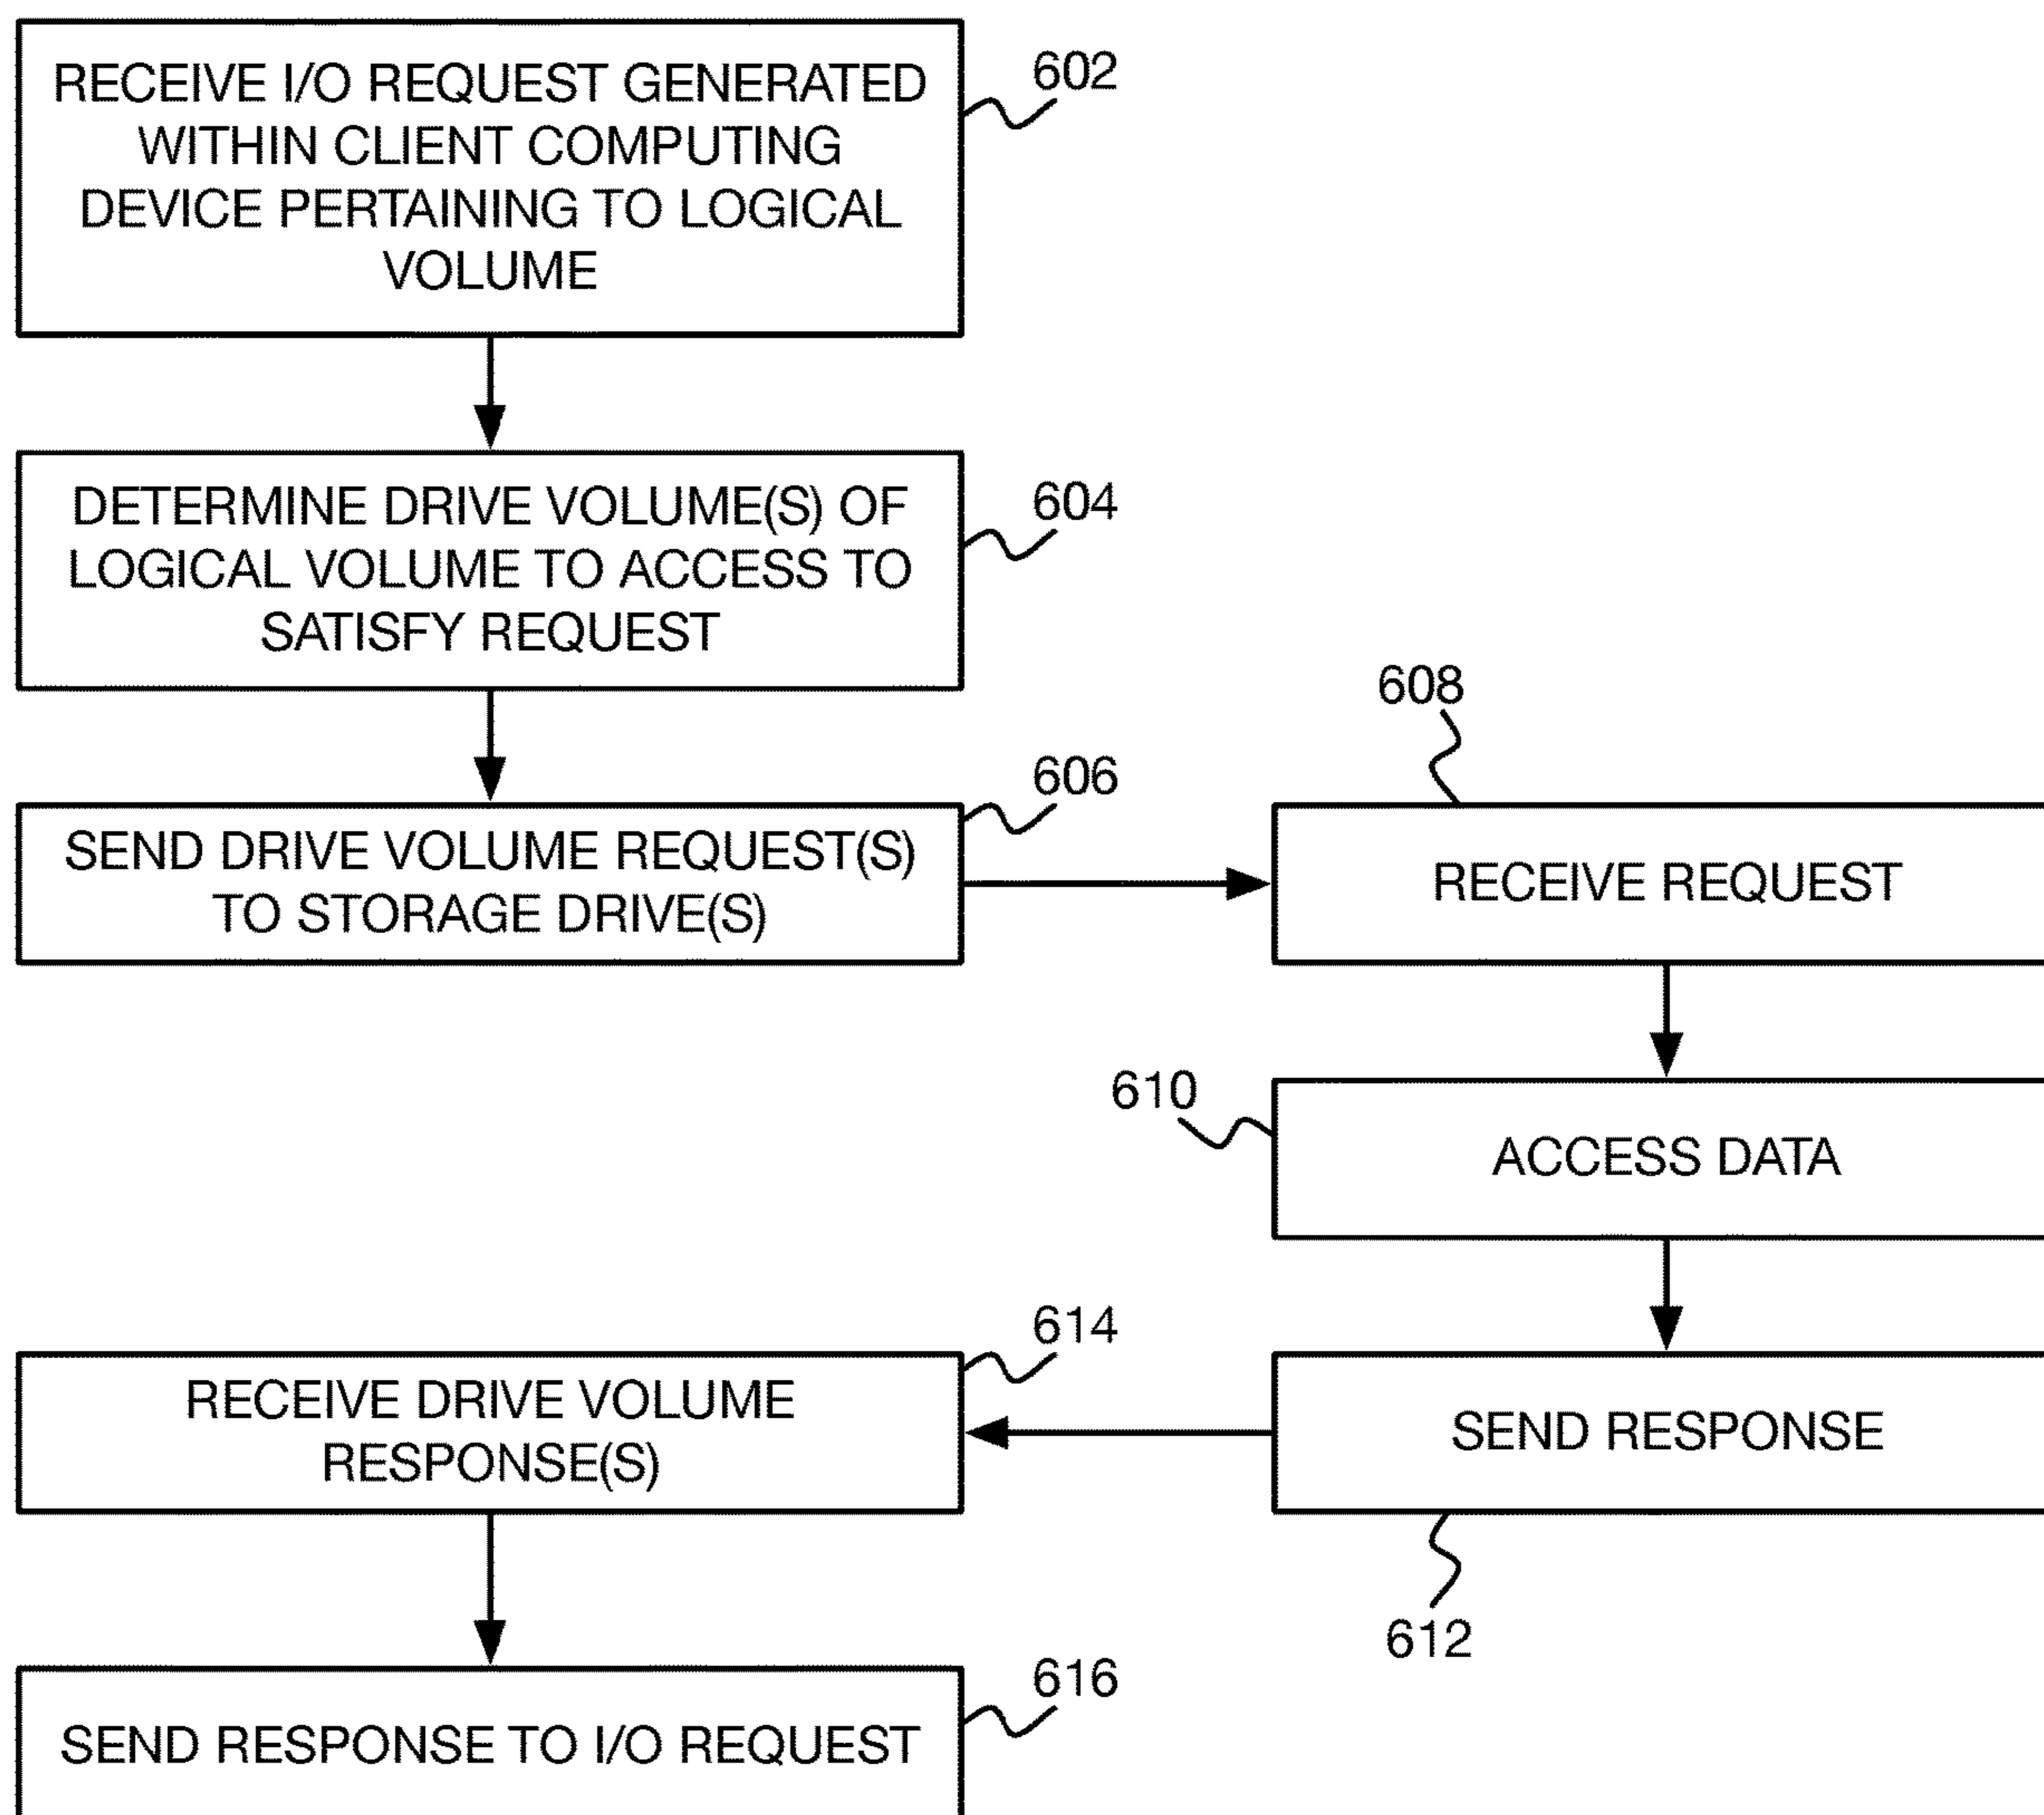 RECEIVE I/O REQUEST GENERATED
WITHIN CLIENT COMPUTING
DEVICE PERTAINING TO LOGICAL
VOLUME
602
DETERMINE DRIVE VOLUME(S) OF
LOGICAL VOLUME TO ACCESS TO
SATISFY REQUEST
604
SEND DRIVE VOLUME REQUEST(S)
TO STORAGE DRIVE(S)
606
608
RECEIVE REQUEST
610
ACCESS DATA
SEND RESPONSE
612
614
RECEIVE DRIVE VOLUME
RESPONSE(S)
616
SEND RESPONSE TO I/O REQUEST